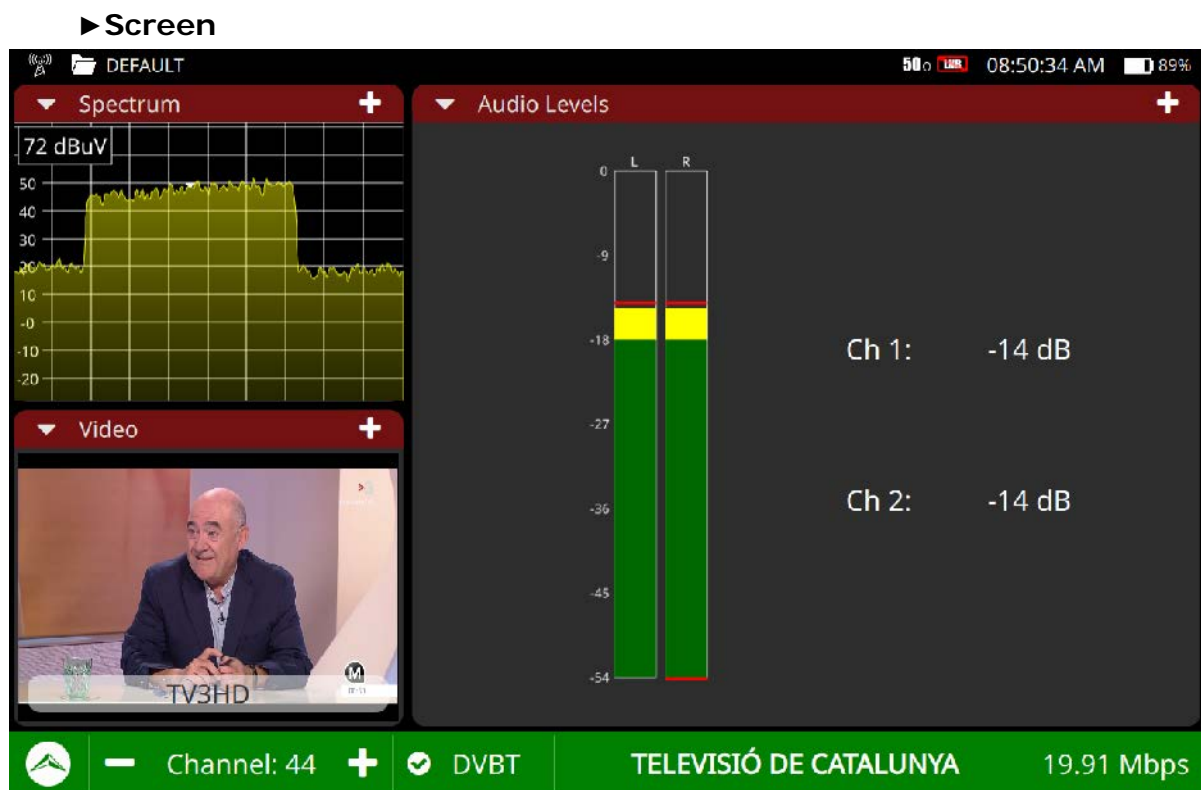 ►Screen
DEFAULT
50Ω LNB 08:50:34 AM 89%
Spectrum
72 dBuV
50
40
30
20
10
-0
-10
-20
Video
TV3HD
M
Audio Levels
L R
0
-9
-18
-27
-36
-45
-54
Ch 1: -14 dB
Ch 2: -14 dB
Channel: 44
DVBT
TELEVISIÓ DE CATALUNYA
19.91 Mbps